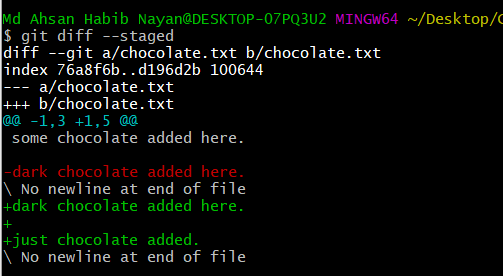 Md Ahsan Habib Nayan@DESKTOP-07PQ3U2 MINGW64 ~/Desktop/
$ git diff --staged
diff --git a/chocolate.txt b/chocolate.txt
index 76a8f6b..d196d2b 100644
--- a/chocolate.txt
+++ b/chocolate.txt
@@ -1,3 +1,5 @@
 some chocolate added here.

-dark chocolate added here.
\ No newline at end of file
+dark chocolate added here.
+
+just chocolate added.
\ No newline at end of file